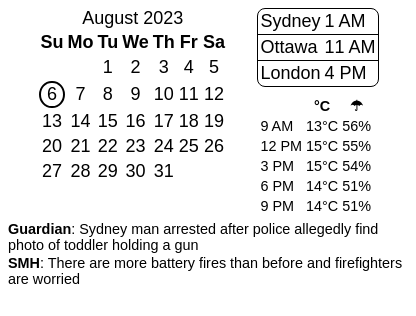 August 2023
Su Mo Tu We Th Fr Sa
1 2 3 4 5
6 7 8 9 10 11 12
13 14 15 16 17 18 19
20 21 22 23 24 25 26
27 28 29 30 31
Sydney 1 AM
Ottawa 11 AM
London 4 PM
°C ☂
9 AM 13°C 56%
12 PM 15°C 55%
3 PM 15°C 54%
6 PM 14°C 51%
9 PM 14°C 51%
Guardian: Sydney man arrested after police allegedly find
photo of toddler holding a gun
SMH: There are more battery fires than before and firefighters
are worried